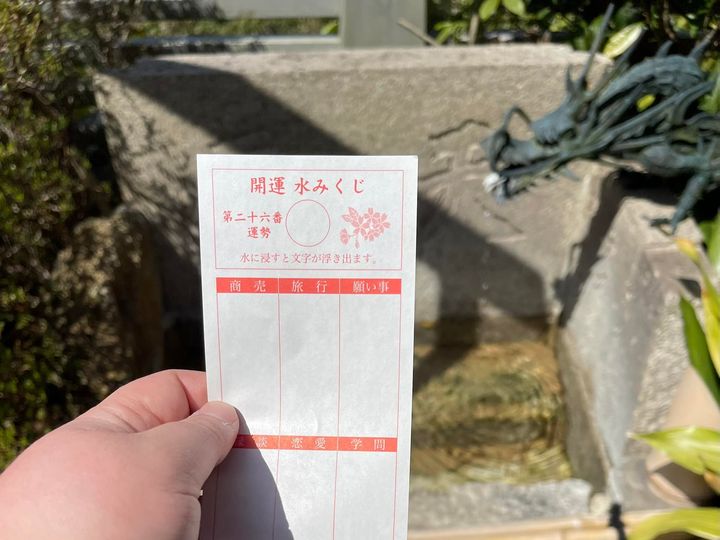 開運 水みくじ
第二十六番
運勢
水に浸すと文字が浮き出ます。
商売 旅行 願い事
談 恋愛 学問